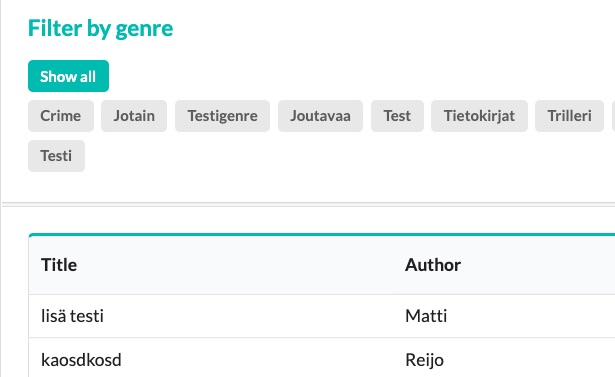 Filter by genre
Show all
Crime Jotain Testigenre Joutavaa Test Tietokirjat Trilleri
Testi
Title Author
lisä testi Matti
kaosdkosd Reijo